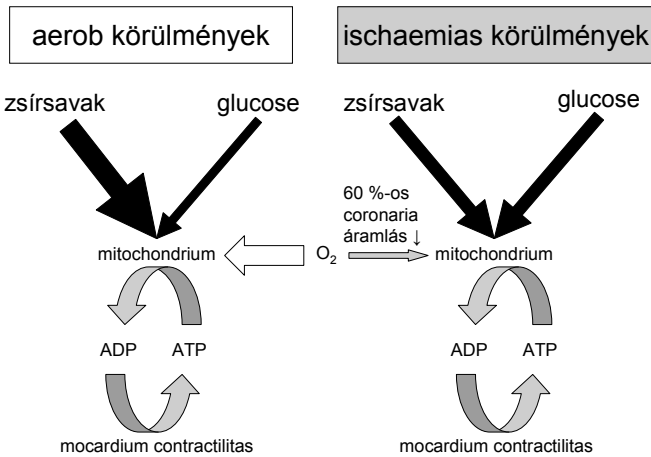 aerob körülmények
ischaemias körülmények
zsírsavak
glucose
zsírsavak
glucose
60 %-os
coronaria
áramlás ↓
mitochondrium
O₂
mitochondrium
ADP
ATP
ADP
ATP
mocardium contractilitas
mocardium contractilitas